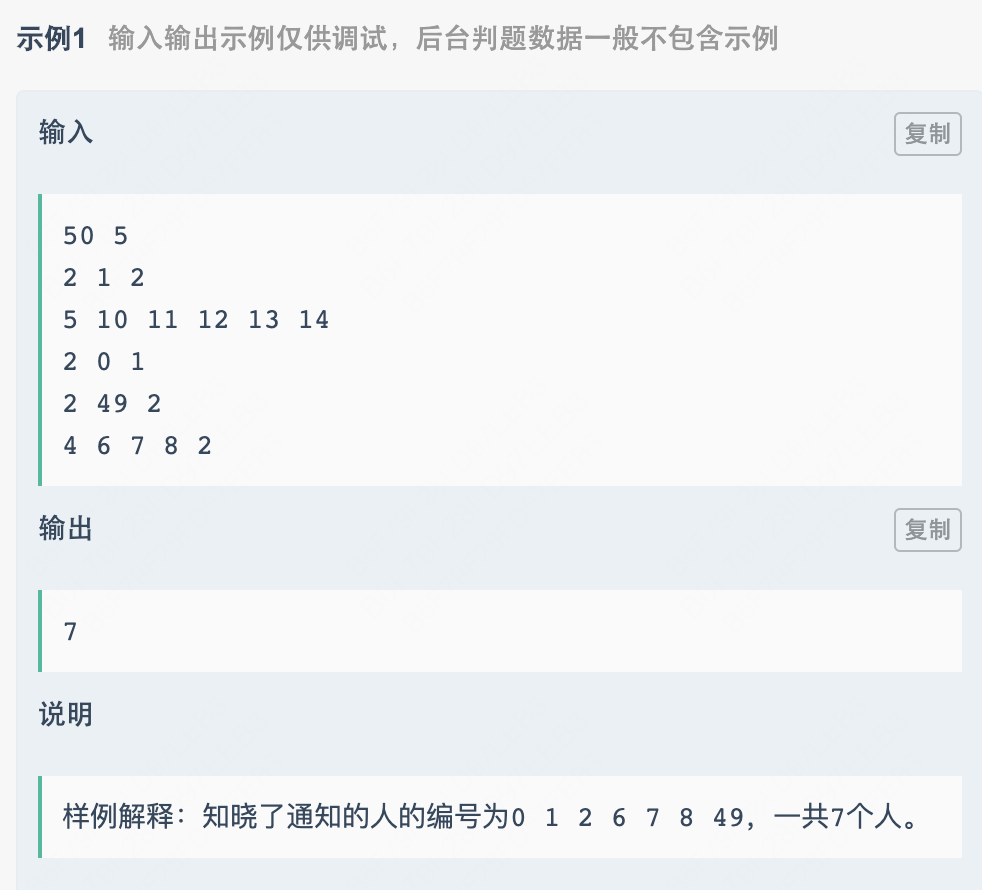 示例1 输入输出示例仅供调试，后台判题数据一般不包含示例
输入
复制
50 5
2 1 2
5 10 11 12 13 14
2 0 1
2 49 2
4 6 7 8 2
输出
复制
7
说明
样例解释：知晓了通知的人的编号为0 1 2 6 7 8 49，一共7个人。